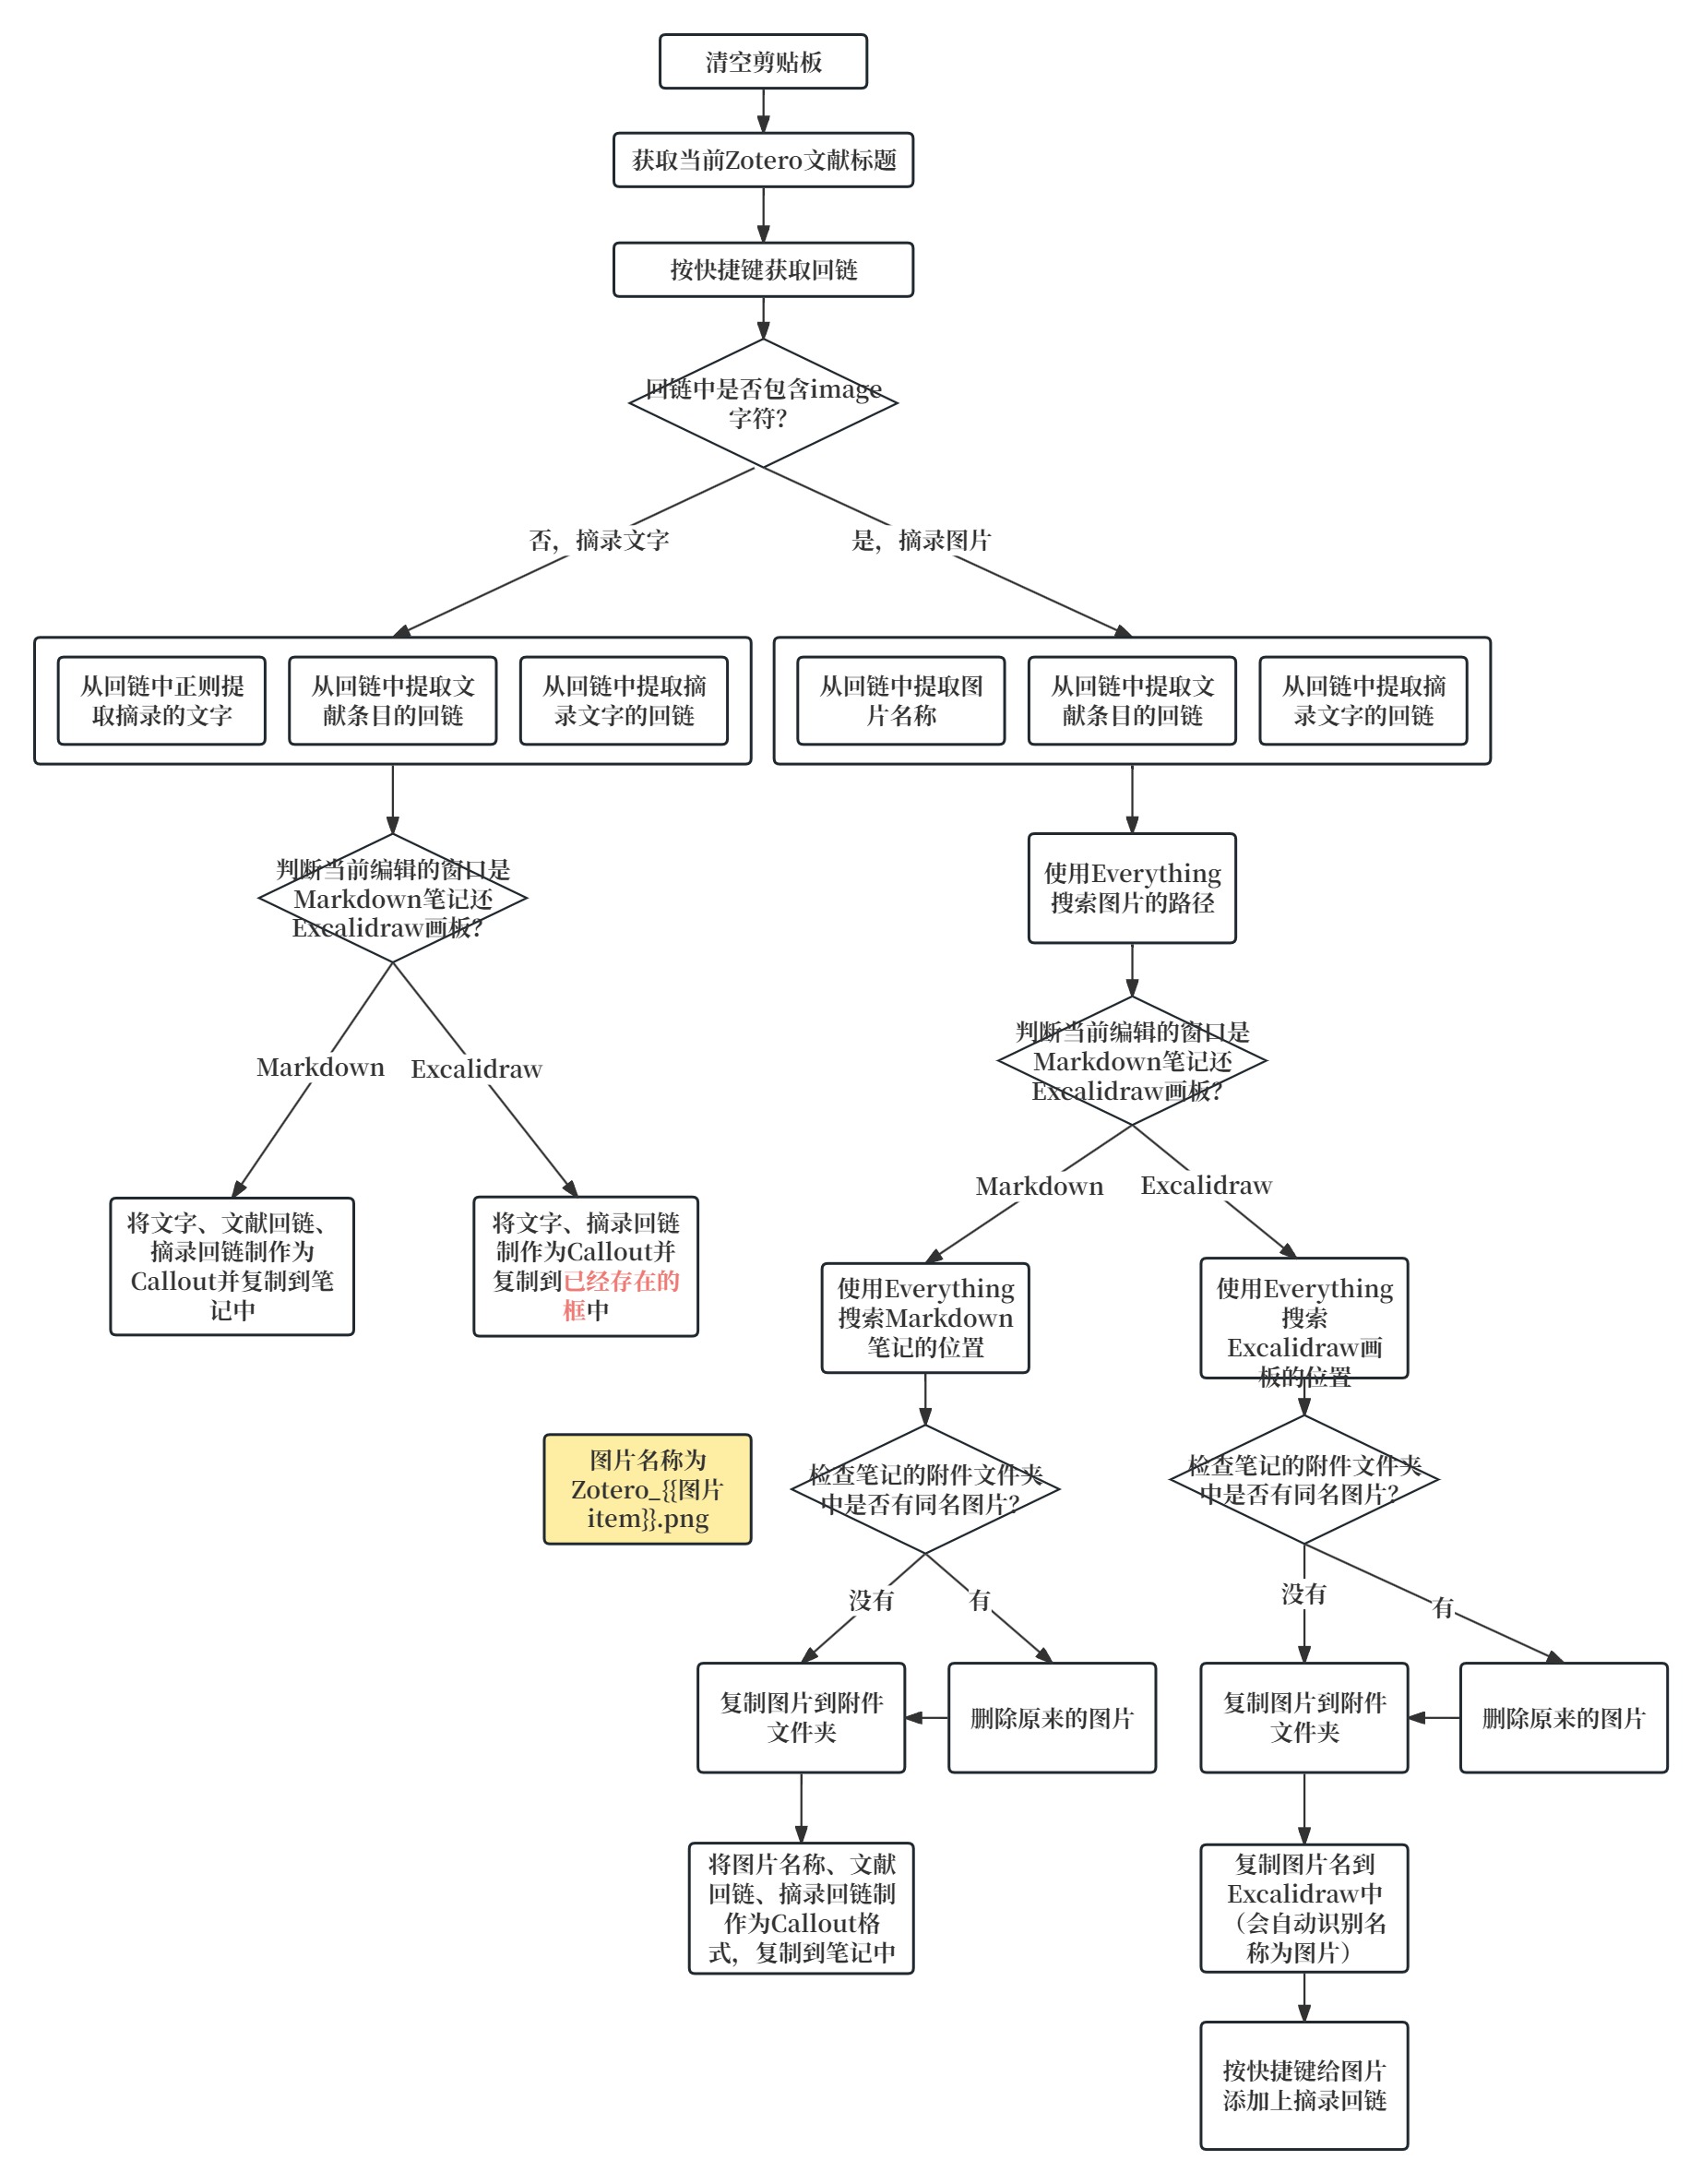 清空剪贴板
获取当前Zotero文献标题
按快捷键获取回链
回链中是否包含image
字符？
否，摘录文字
是，摘录图片
从回链中正则提
取摘录的文字
从回链中提取文
献条目的回链
从回链中提取摘
录文字的回链
从回链中提取图
片名称
从回链中提取文
献条目的回链
从回链中提取摘
录文字的回链
判断当前编辑的窗口是
Markdown笔记还
Excalidraw画板？
使用Everything
搜索图片的路径
判断当前编辑的窗口是
Markdown笔记还
Excalidraw画板？
Markdown
Excalidraw
Markdown
Excalidraw
将文字、文献回链、
摘录回链制作为
Callout并复制到笔
记中
将文字、摘录回链
制作为Callout并
复制到已经存在的
框中
使用Everything
搜索Markdown
笔记的位置
使用Everything
搜索
Excalidraw画
板的位置
图片名称为
Zotero_{{图片
item}}.png
检查笔记的附件文件夹
中是否有同名图片？
检查笔记的附件文件夹
中是否有同名图片？
没有
有
没有
有
复制图片到附件
文件夹
删除原来的图片
复制图片到附件
文件夹
删除原来的图片
将图片名称、文献
回链、摘录回链制
作为Callout格
式，复制到笔记中
复制图片名到
Excalidraw中
（会自动识别名
称为图片）
按快捷键给图片
添加上摘录回链